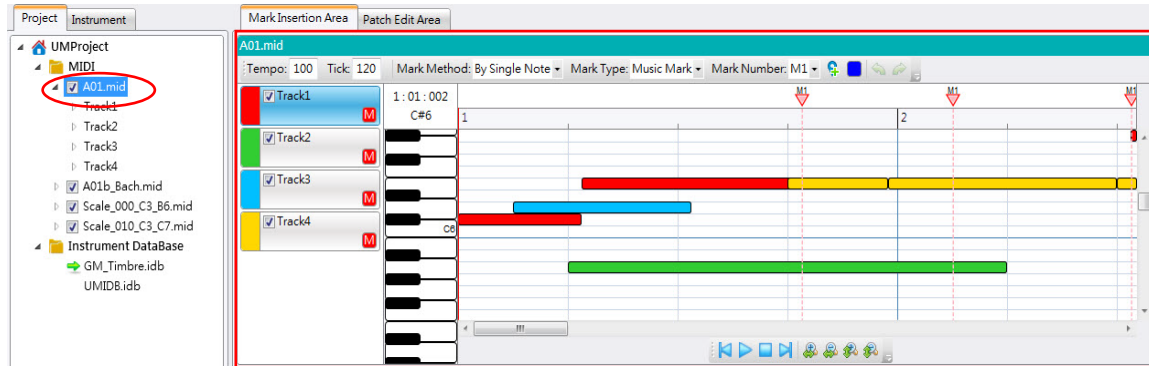 Project Instrument
UMProject
MIDI
A01.mid
Track1
Track2
Track3
Track4
A01b_Bach.mid
Scale_000_C3_B6.mid
Scale_010_C3_C7.mid
Instrument DataBase
GM_Timbre.idb
UMIDB.idb
Mark Insertion Area Patch Edit Area
A01.mid
Tempo: 100 Tick: 120 Mark Method: By Single Note Mark Type: Music Mark Mark Number: M1
Track1
M
Track2
M
Track3
M
Track4
M
1 : 01 : 002
C#6
M1 M1 M1
1 2
C6